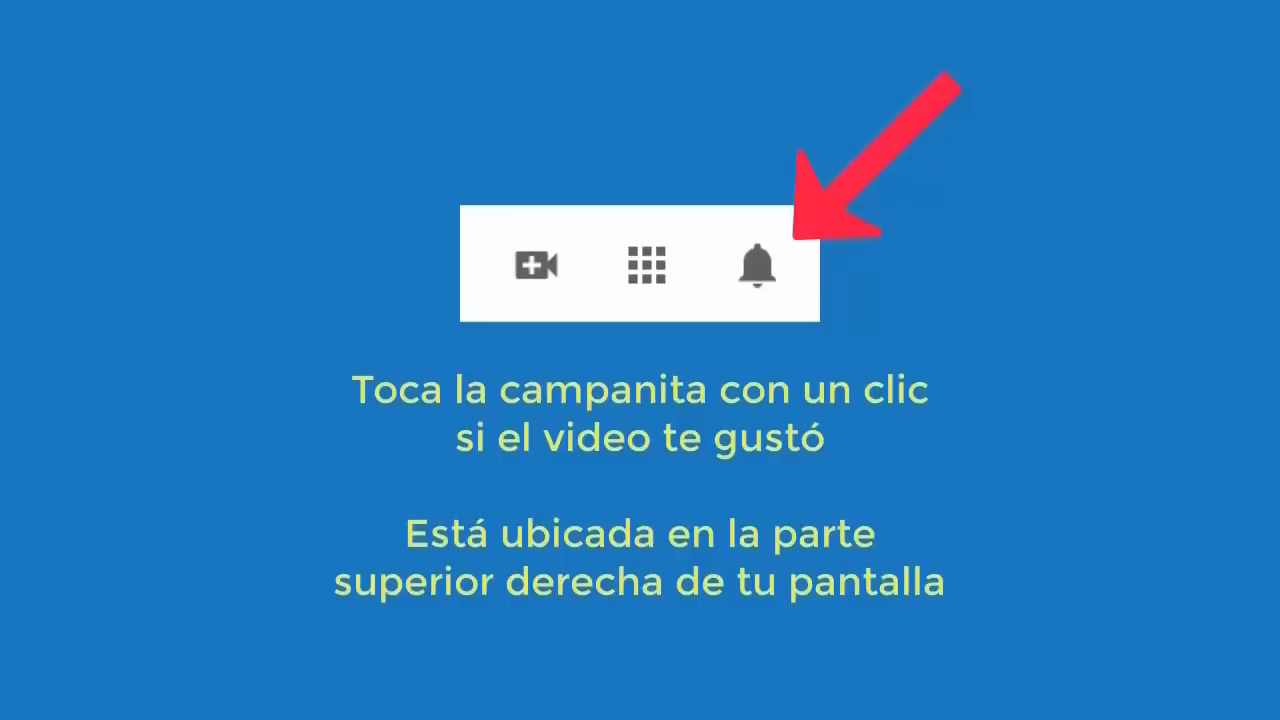 Toca la campanita con un clic
si el video te gustó
Está ubicada en la parte
superior derecha de tu pantalla